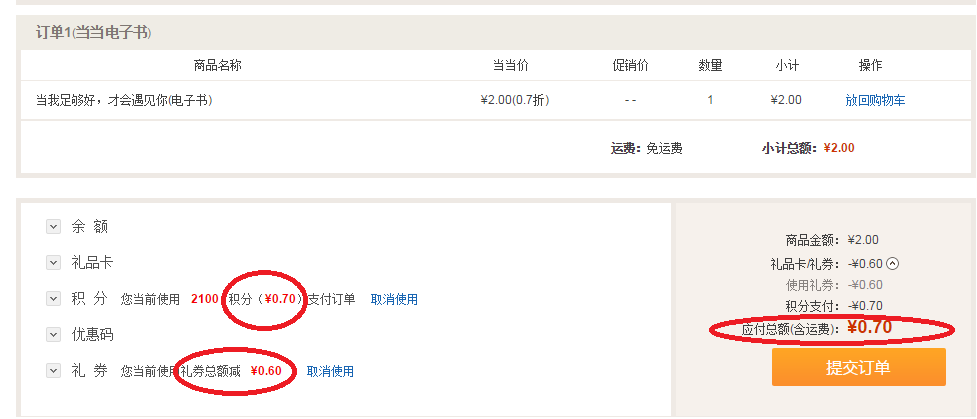 订单1(当当电子书)
商品名称 当当价 促销价 数量 小计 操作
当我足够好，才会遇见你(电子书) ¥2.00(0.7折) -- 1 ¥2.00 放回购物车
运费：免运费 小计总额：¥2.00
余 额
礼品卡
积 分 您当前使用 2100 积分（¥0.70）支付订单 取消使用
优惠码
礼 券 您当前使用礼券总额减 ¥0.60 取消使用
商品金额：¥2.00
礼品卡/礼券：-¥0.60
使用礼券：-¥0.60
积分支付：-¥0.70
应付总额(含运费)：¥0.70
提交订单